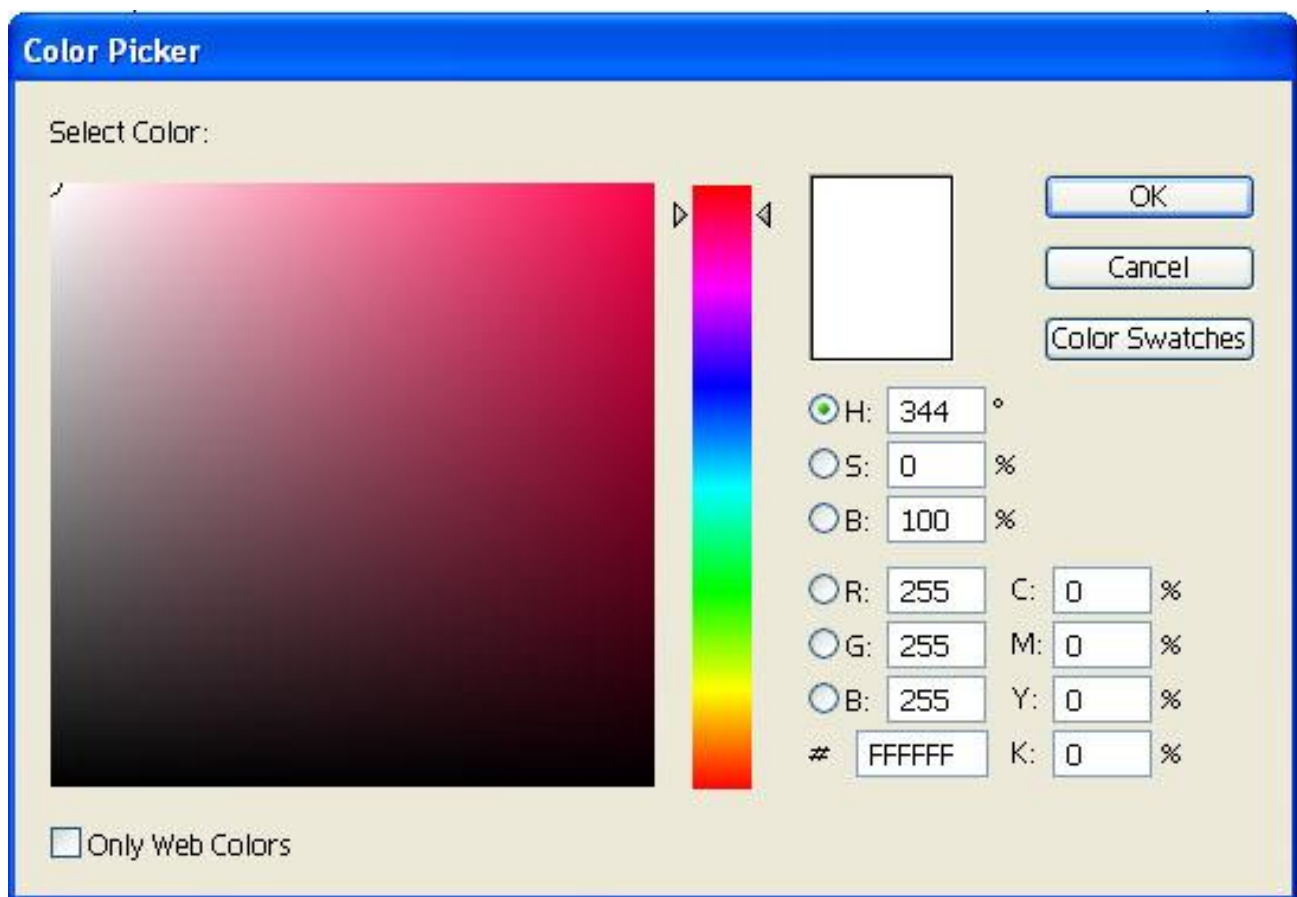 Color Picker
Select Color:
OK
Cancel
Color Swatches
H: 344 °
S: 0 %
B: 100 %
R: 255 C: 0 %
G: 255 M: 0 %
B: 255 Y: 0 %
# FFFFFF K: 0 %
Only Web Colors